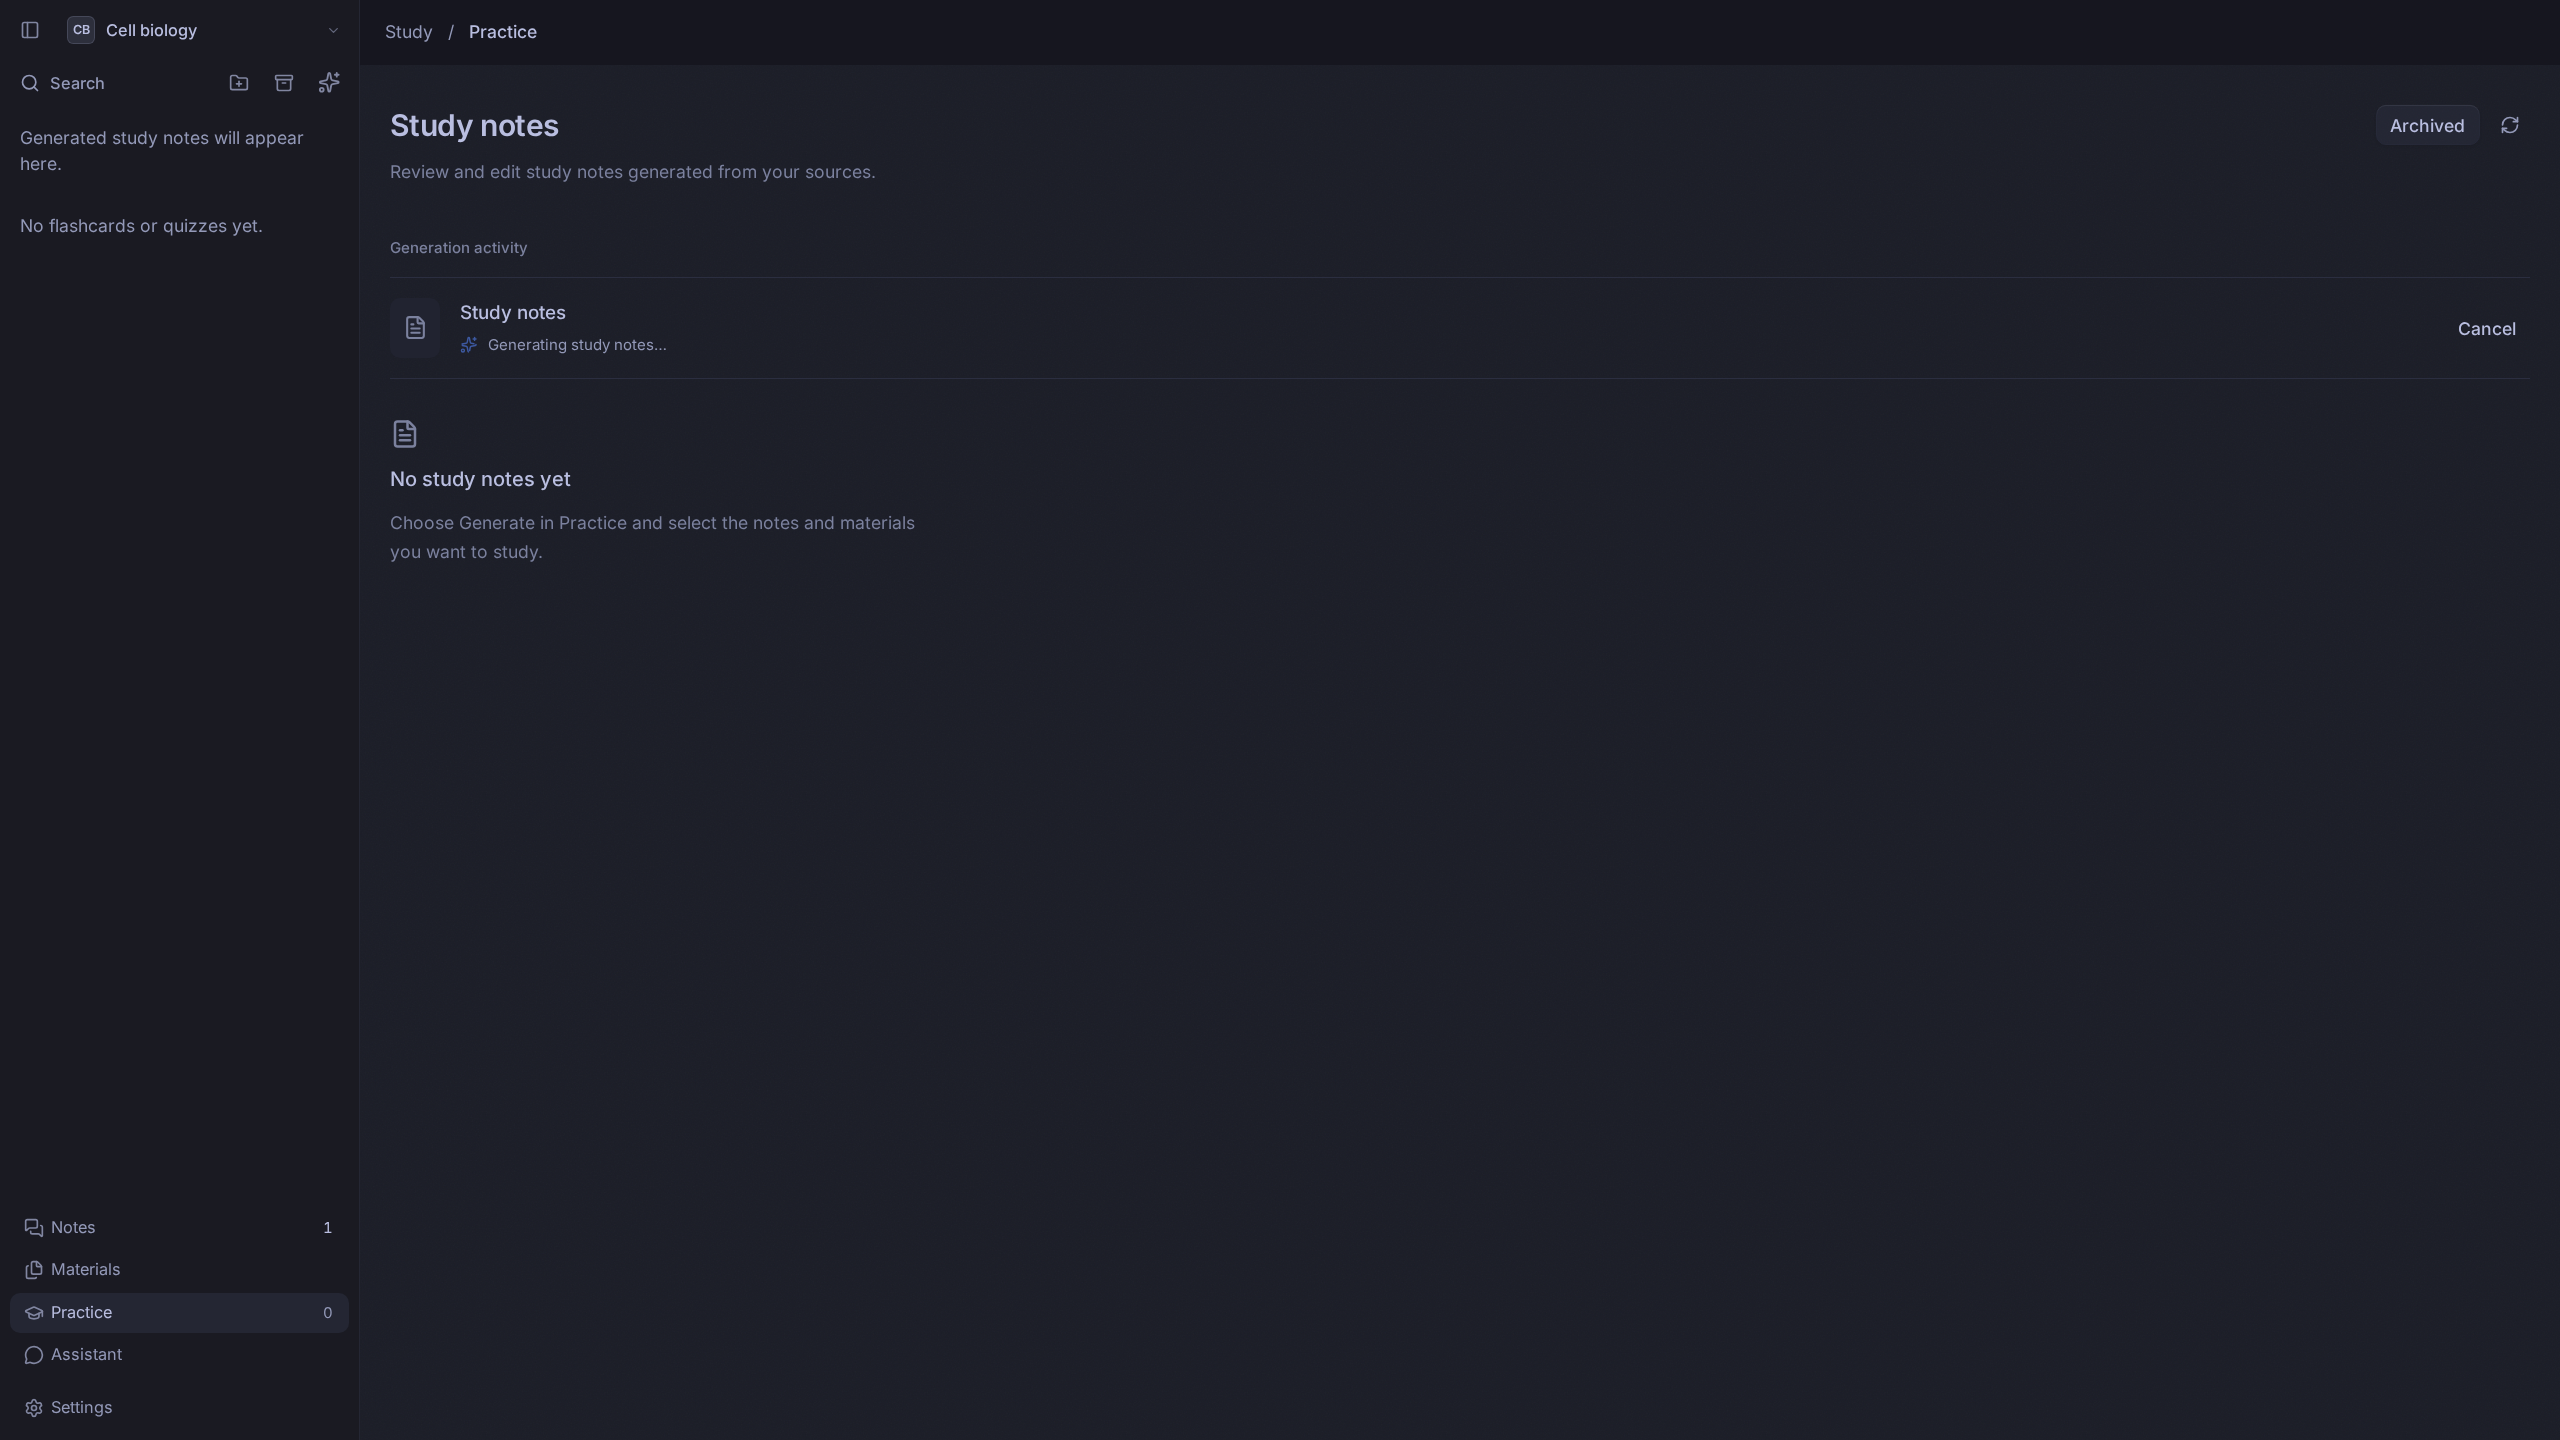 CB
Cell biology
Search
Generated study notes will appear
here.
No flashcards or quizzes yet.
Notes
1
Materials
Practice
0
Assistant
Settings
Study / Practice
Study notes
Archived
Review and edit study notes generated from your sources.
Generation activity
Study notes
Generating study notes...
Cancel
No study notes yet
Choose Generate in Practice and select the notes and materials
you want to study.